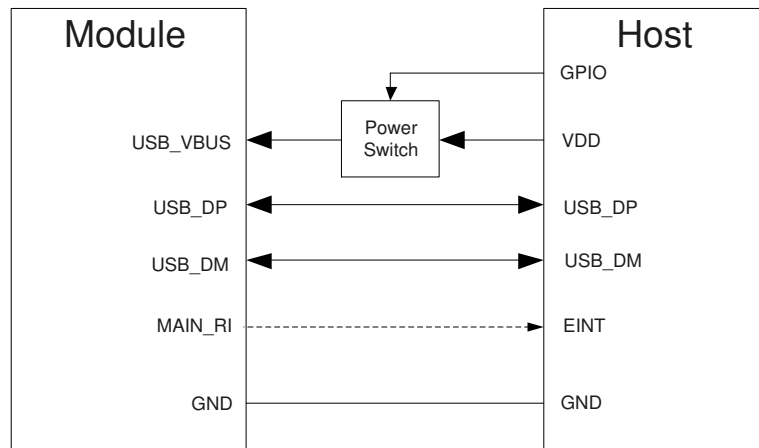 Module
Host
GPIO
Power
Switch
USB_VBUS
VDD
USB_DP
USB_DP
USB_DM
USB_DM
MAIN_RI
EINT
GND
GND